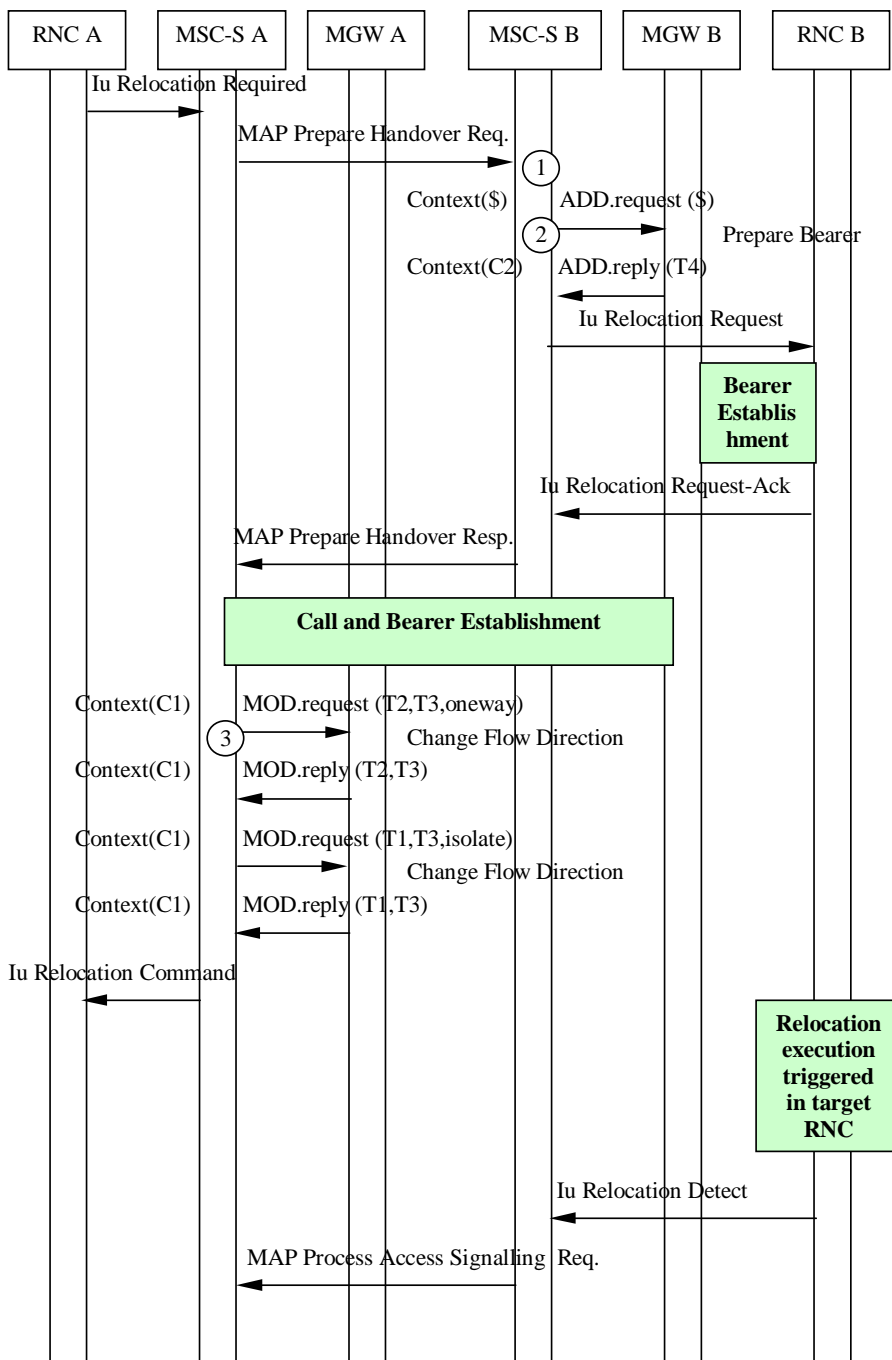 RNC A
MSC-S A
MGW A
MSC-S B
MGW B
RNC B
Iu Relocation Required
MAP Prepare Handover Req.
1
Context($)
ADD.request ($)
2
Prepare Bearer
Context(C2)
ADD.reply (T4)
Iu Relocation Request
Bearer
Establis
hment
Iu Relocation Request-Ack
MAP Prepare Handover Resp.
Call and Bearer Establishment
Context(C1)
MOD.request (T2,T3,oneway)
3
Change Flow Direction
Context(C1)
MOD.reply (T2,T3)
Context(C1)
MOD.request (T1,T3,isolate)
Change Flow Direction
Context(C1)
MOD.reply (T1,T3)
Iu Relocation Command
Relocation
execution
triggered
in target
RNC
Iu Relocation Detect
MAP Process Access Signalling Req.